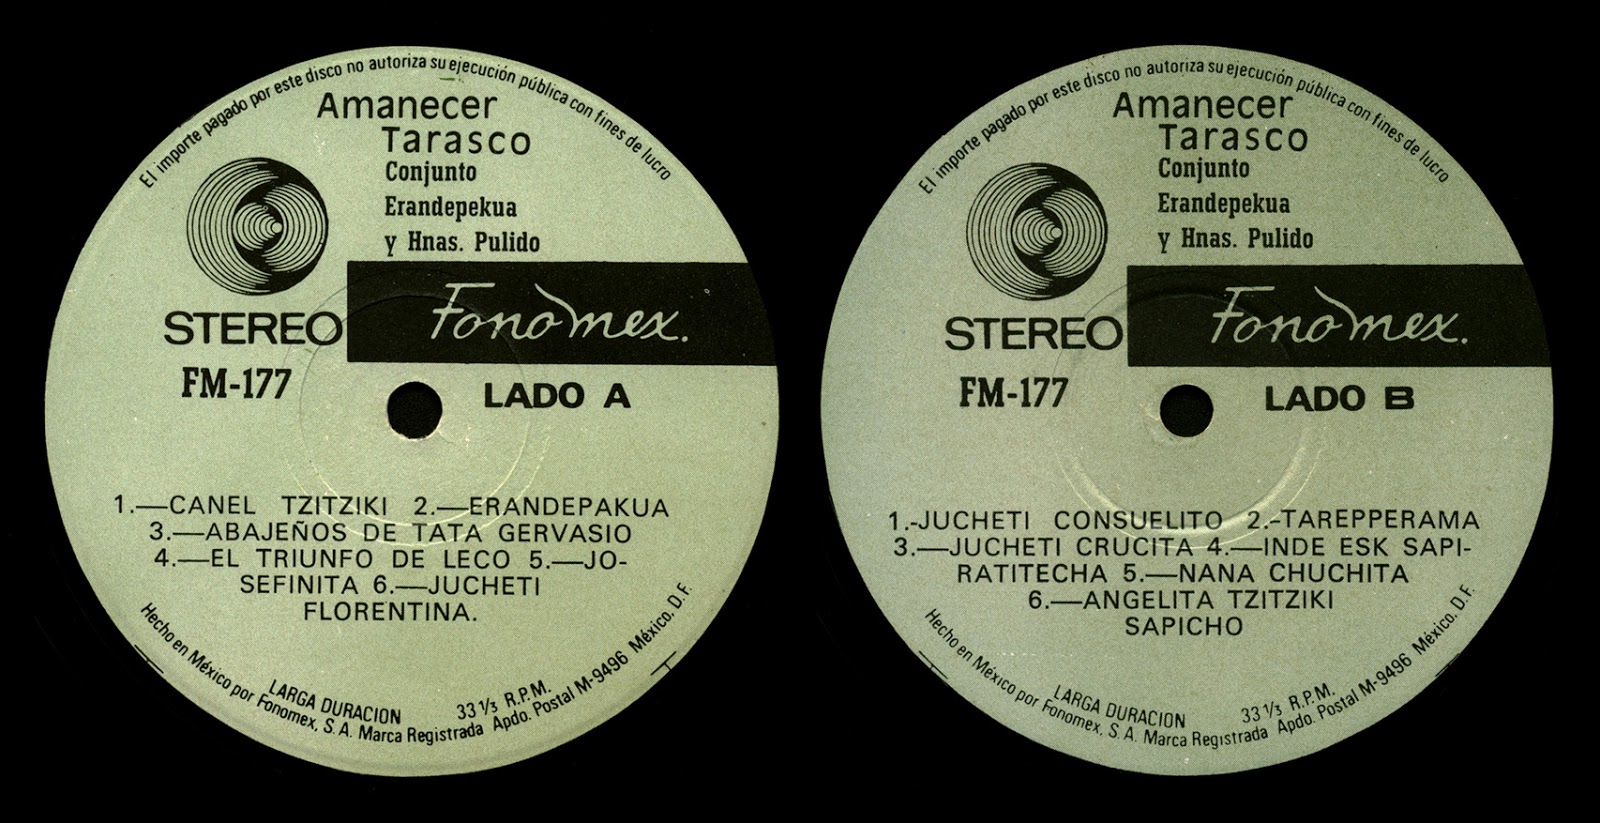 El importe pagado por este disco no autoriza su ejecución pública con fines de lucro
Amanecer
Tarasco
Conjunto
Erandepekua
y Hnas. Pulido
STEREO
Fonomex.
FM-177
LADO A
1.—CANEL TZITZIKI 2.—ERANDEPAKUA
3.—ABAJEÑOS DE TATA GERVASIO
4.—EL TRIUNFO DE LECO 5.—JO-
SEFINITA 6.—JUCHETI
FLORENTINA.
LARGA DURACION
33 1/3 R.P.M.
Hecho en México por Fonomex, S.A. Marca Registrada Apdo. Postal M-9496 México, D.F.
El importe pagado por este disco no autoriza su ejecución pública con fines de lucro
Amanecer
Tarasco
Conjunto
Erandepekua
y Hnas. Pulido
STEREO
Fonomex.
FM-177
LADO B
1.-JUCHETI CONSUELITO 2.-TAREPPERAMA
3.—JUCHETI CRUCITA 4.—INDE ESK SAPI-
RATITECHA 5.—NANA CHUCHITA
6.—ANGELITA TZITZIKI
SAPICHO
LARGA DURACION
33 1/3 R.P.M.
Hecho en México por Fonomex, S.A. Marca Registrada Apdo. Postal M-9496 México, D.F.